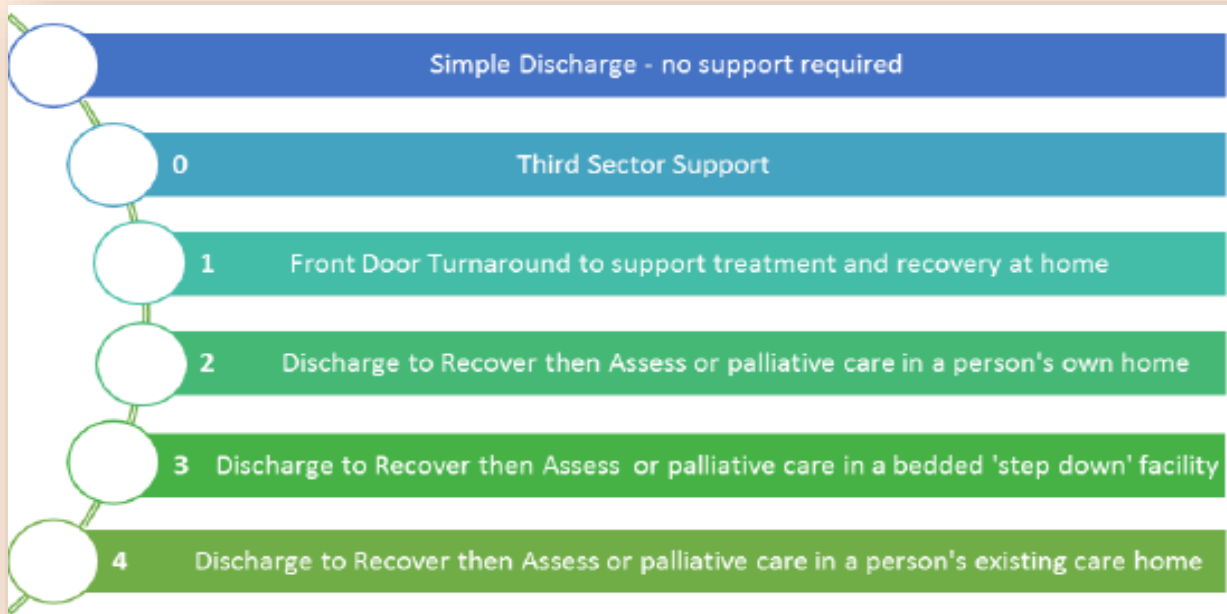 Simple Discharge - no support required
0 Third Sector Support
1 Front Door Turnaround to support treatment and recovery at home
2 Discharge to Recover then Assess or palliative care in a person's own home
3 Discharge to Recover then Assess or palliative care in a bedded 'step down' facility
4 Discharge to Recover then Assess or palliative care in a person's existing care home